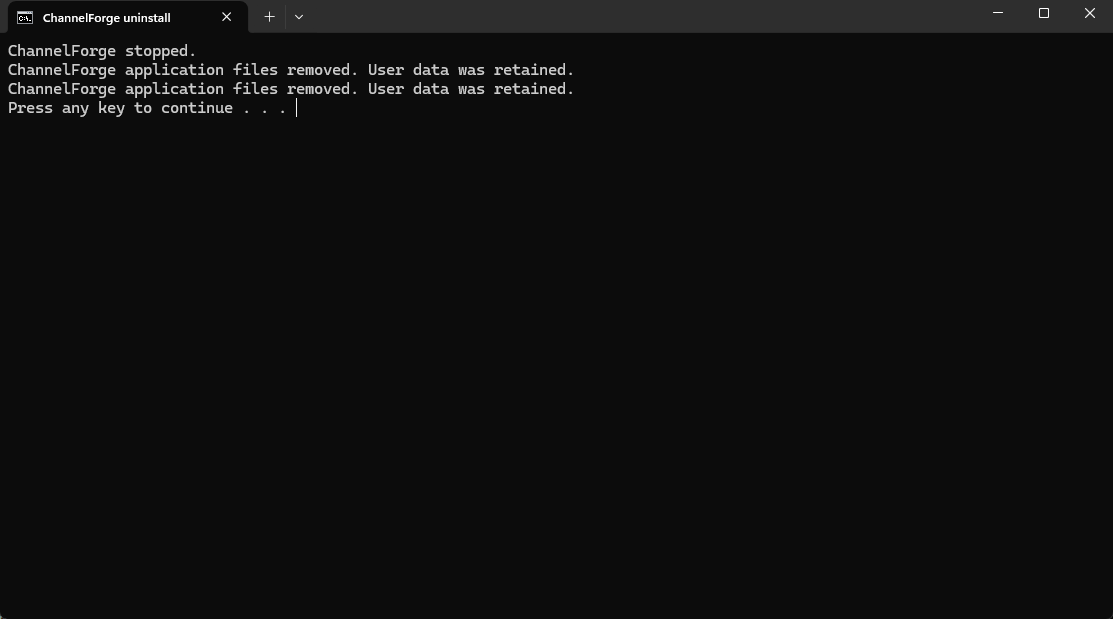 ChannelForge uninstall
ChannelForge stopped.
ChannelForge application files removed. User data was retained.
ChannelForge application files removed. User data was retained.
Press any key to continue . . .